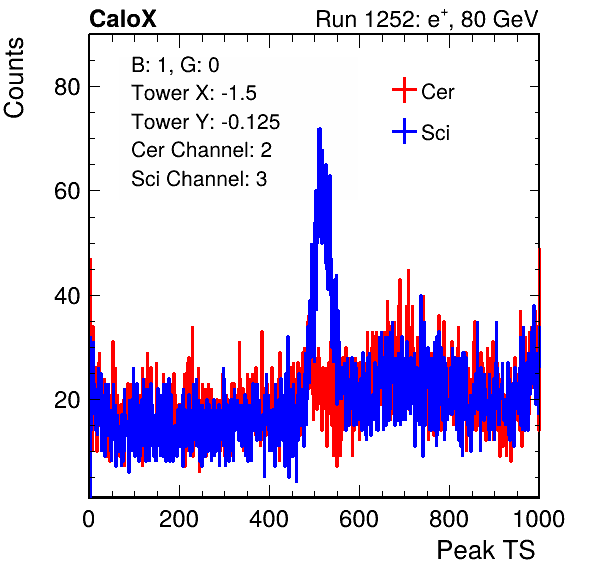 CaloX Run 1252: e⁺, 80 GeV
Counts
B: 1, G: 0
Tower X: -1.5
Tower Y: -0.125
Cer Channel: 2
Sci Channel: 3
Cer
Sci
80
60
40
20
0 200 400 600 800 1000
Peak TS